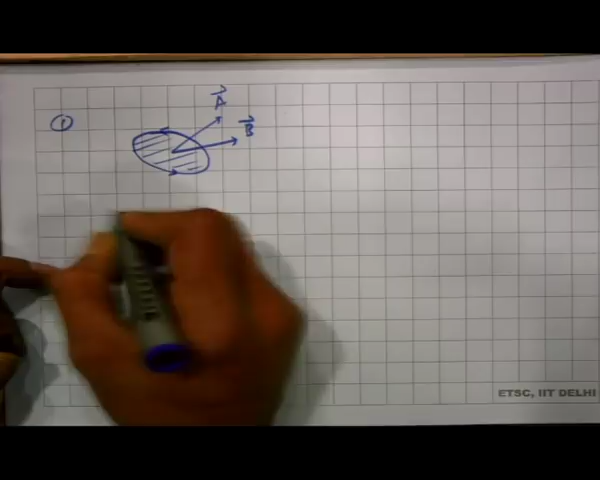 ①
A⃗
B⃗
ETSC, IIT DELHI